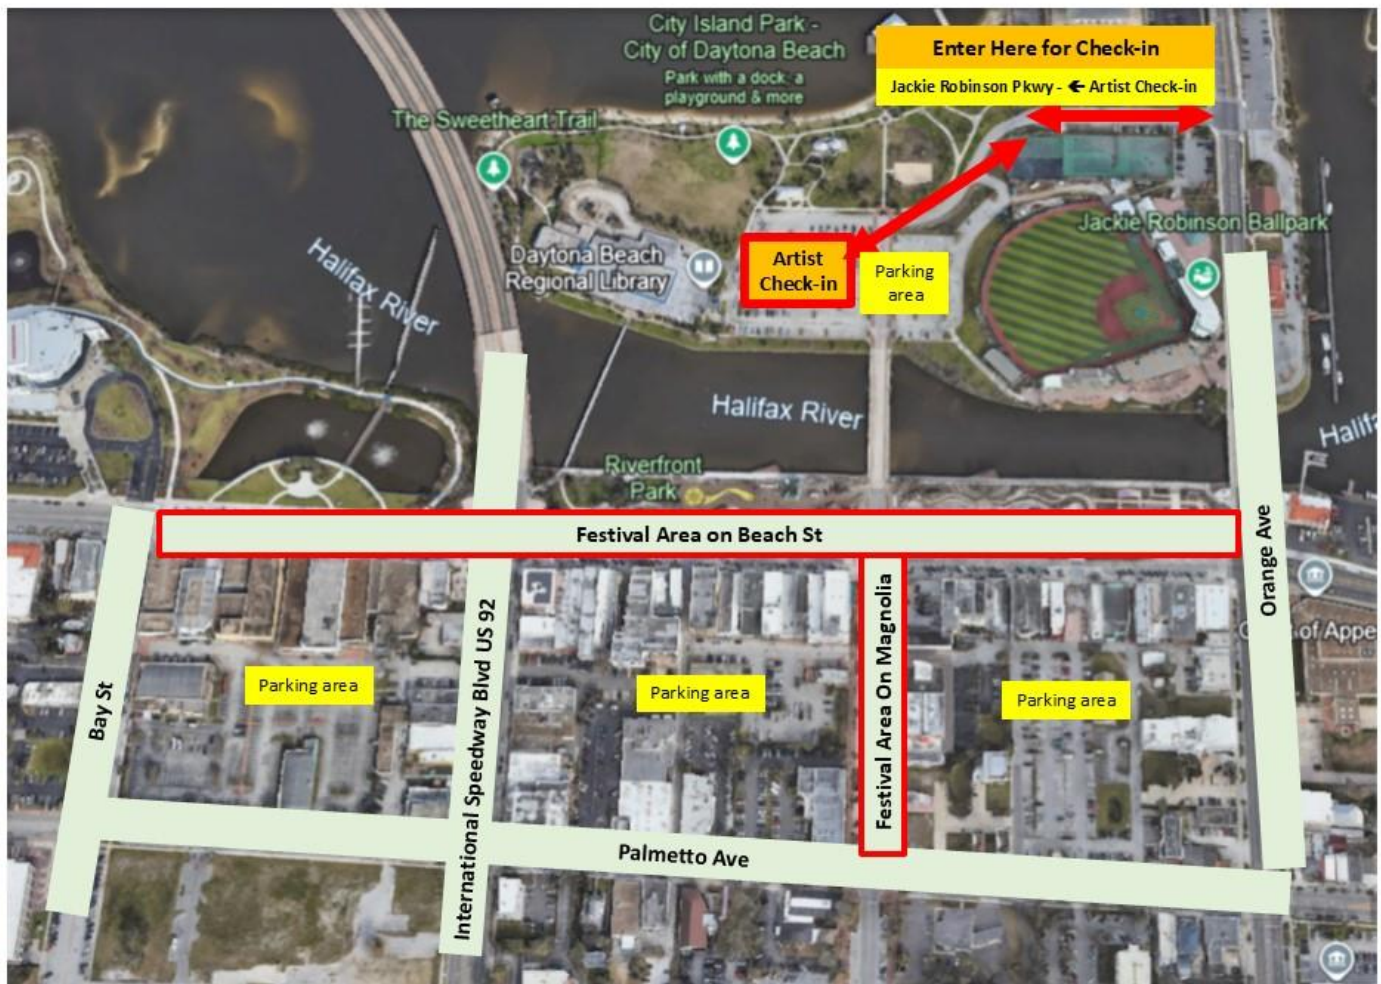 City Island Park -
City of Daytona Beach
Park with a dock, a
playground & more
Enter Here for Check-in
Jackie Robinson Pkwy - ← Artist Check-in
The Sweetheart Trail
Jackie Robinson Ballpark
Daytona Beach
Regional Library
Artist
Check-in
Parking
area
Halifax River
Halifax River
Halifa
Riverfront
Park
Festival Area on Beach St
Orange Ave
Festival Area On Magnolia
International Speedway Blvd US 92
Bay St
of Appe
Parking area
Parking area
Parking area
Palmetto Ave